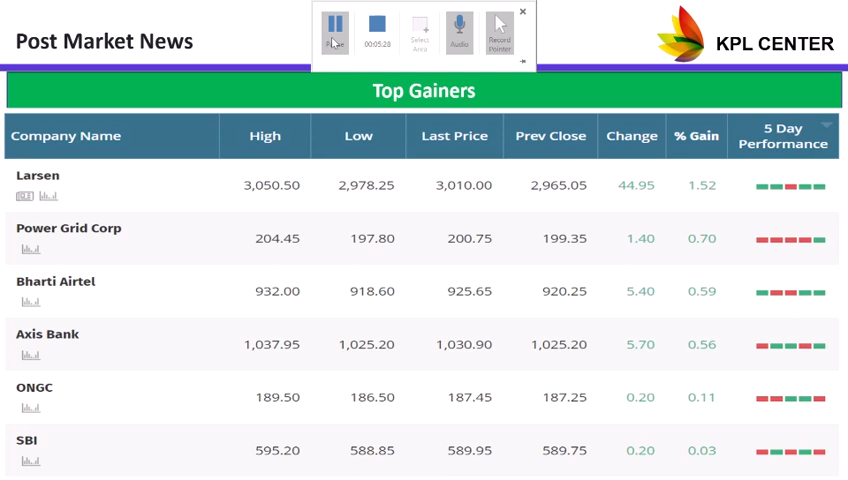 Post Market News
Pause
00:05:28
Select
Area
Audio
Record
Pointer
KPL CENTER
Top Gainers
Company Name High Low Last Price Prev Close Change % Gain 5 Day Performance
Larsen
3,050.50 2,978.25 3,010.00 2,965.05 44.95 1.52
Power Grid Corp
204.45 197.80 200.75 199.35 1.40 0.70
Bharti Airtel
932.00 918.60 925.65 920.25 5.40 0.59
Axis Bank
1,037.95 1,025.20 1,030.90 1,025.20 5.70 0.56
ONGC
189.50 186.50 187.45 187.25 0.20 0.11
SBI
595.20 588.85 589.95 589.75 0.20 0.03